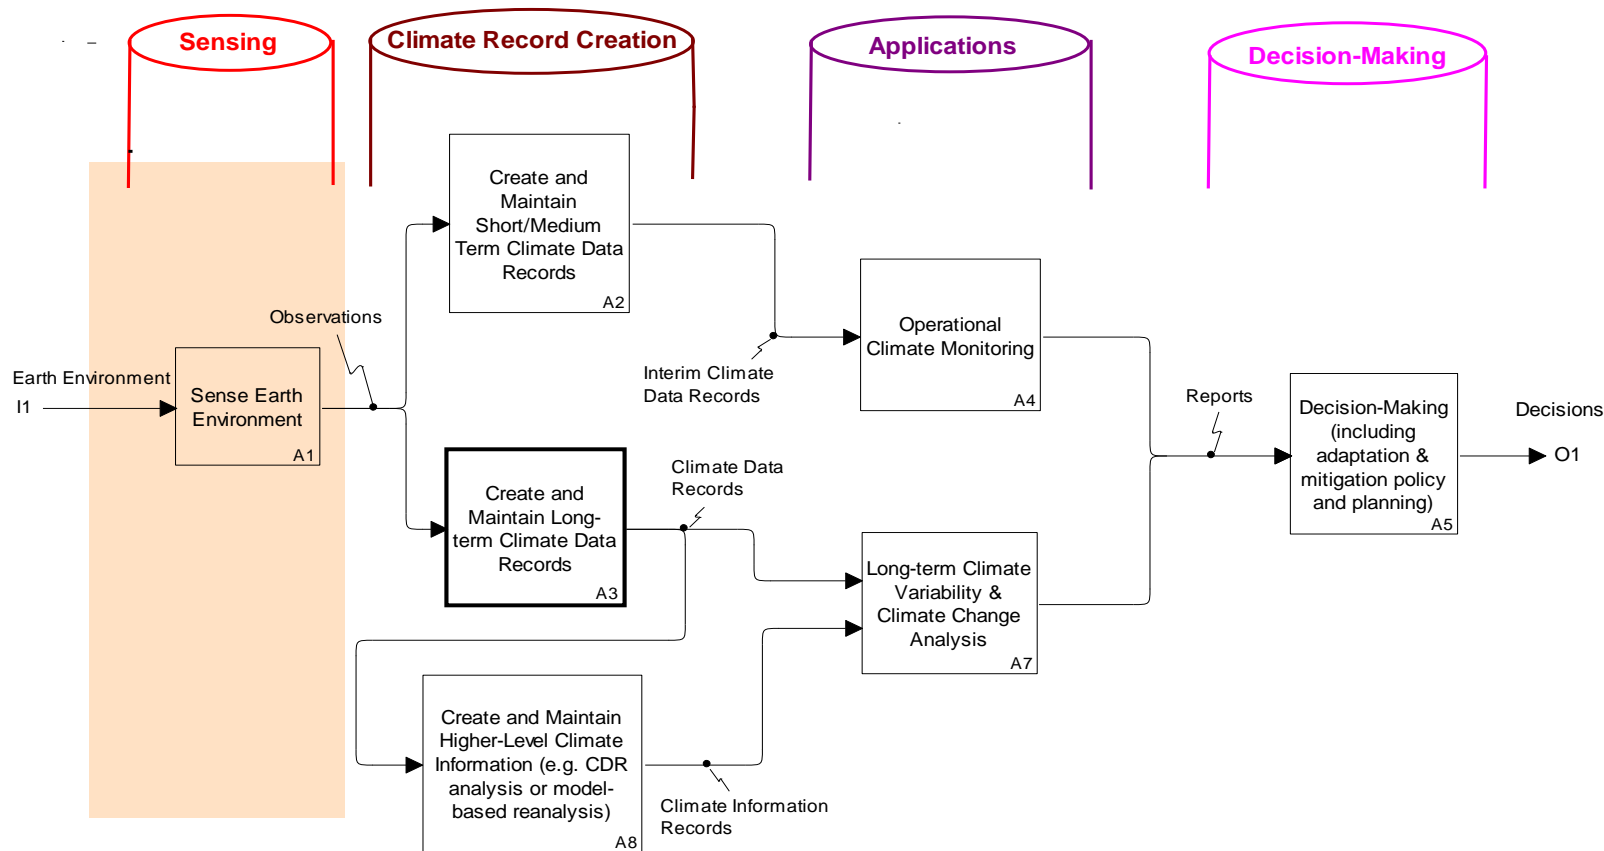 Sensing
Climate Record Creation
Applications
Decision-Making
Create and
Maintain
Short/Medium
Term Climate Data
Records
A2
Observations
Earth Environment
I1
Sense Earth
Environment
A1
Interim Climate
Data Records
Operational
Climate Monitoring
A4
Reports
Decision-Making
(including
adaptation &
mitigation policy
and planning)
A5
Decisions
O1
Create and
Maintain Long-
term Climate Data
Records
A3
Climate Data
Records
Long-term Climate
Variability &
Climate Change
Analysis
A7
Create and Maintain
Higher-Level Climate
Information (e.g. CDR
analysis or model-
based reanalysis)
A8
Climate Information
Records